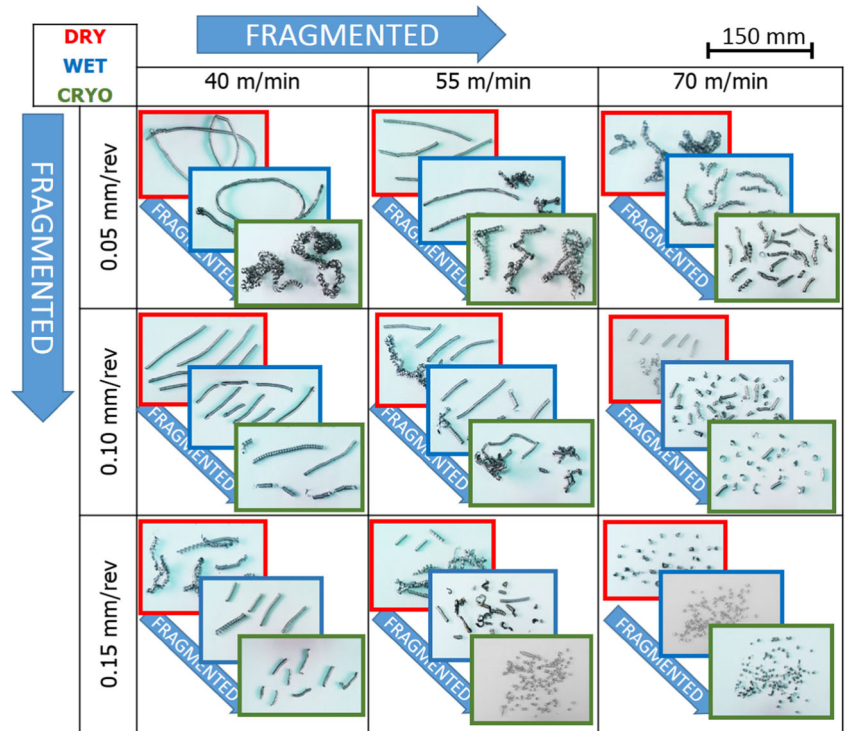 DRY
WET
CRYO
FRAGMENTED
150 mm
40 m/min
55 m/min
70 m/min
FRAGMENTED
0.05 mm/rev
FRAGMENTED
FRAGMENTED
FRAGMENTED
0.10 mm/rev
FRAGMENTED
FRAGMENTED
FRAGMENTED
0.15 mm/rev
FRAGMENTED
FRAGMENTED
FRAGMENTED